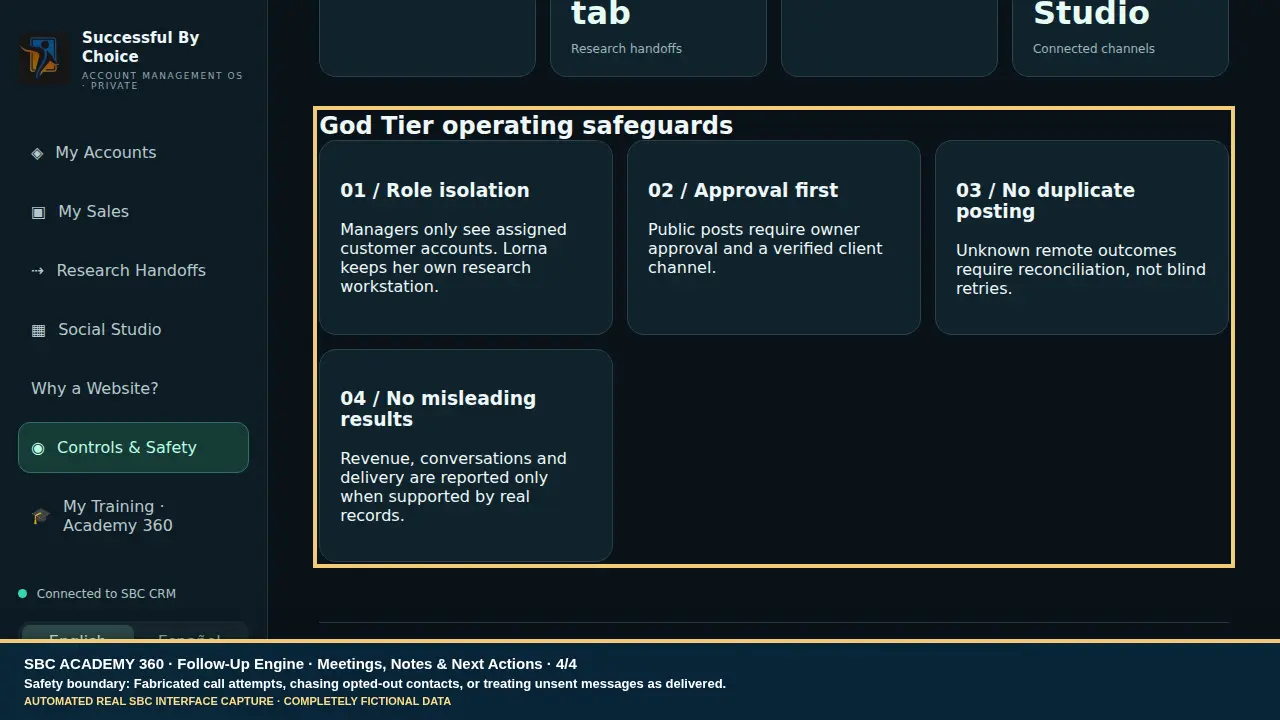 Successful By
Choice
ACCOUNT MANAGEMENT OS
· PRIVATE
◈ My Accounts
▣ My Sales
⇢ Research Handoffs
▦ Social Studio
Why a Website?
◉ Controls & Safety
🎓 My Training ·
Academy 360
Connected to SBC CRM
English Español
tab
Research handoffs
Studio
Connected channels
God Tier operating safeguards
01 / Role isolation
Managers only see assigned
customer accounts. Lorna
keeps her own research
workstation.
02 / Approval first
Public posts require owner
approval and a verified client
channel.
03 / No duplicate
posting
Unknown remote outcomes
require reconciliation, not blind
retries.
04 / No misleading
results
Revenue, conversations and
delivery are reported only
when supported by real
records.
SBC ACADEMY 360 · Follow-Up Engine · Meetings, Notes & Next Actions · 4/4
Safety boundary: Fabricated call attempts, chasing opted-out contacts, or treating unsent messages as delivered.
AUTOMATED REAL SBC INTERFACE CAPTURE · COMPLETELY FICTIONAL DATA